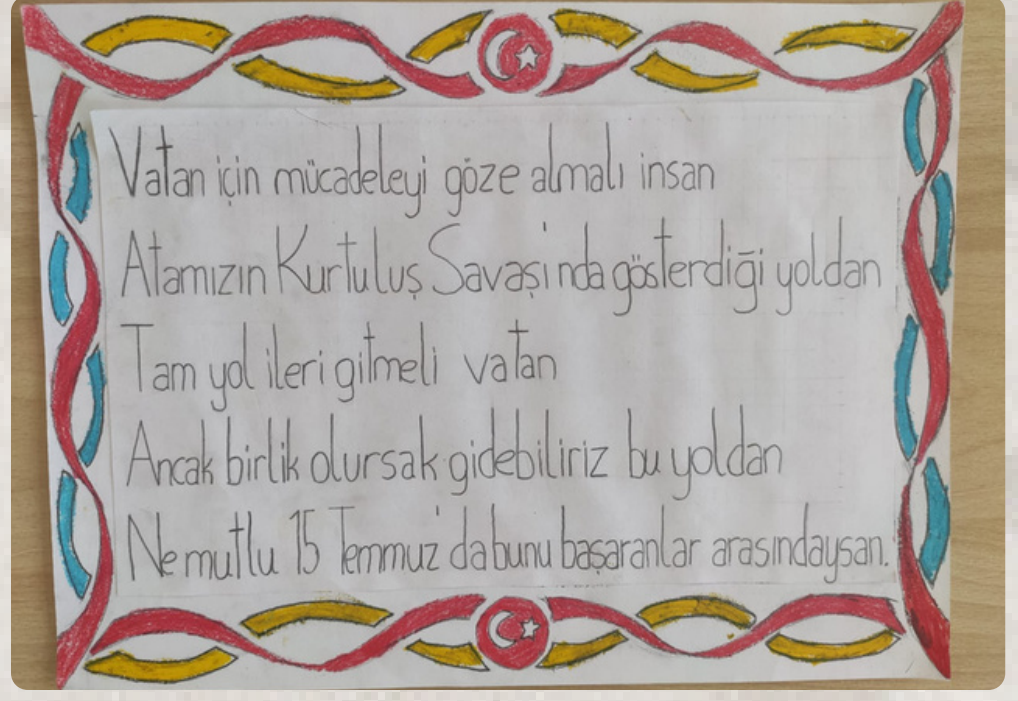 Vatan için mücadeleyi göze almalı insan
Atamızın Kurtuluş Savaşı'nda gösterdiği yoldan
Tam yol ileri gitmeli vatan
Ancak birlik olursak gidebiliriz bu yoldan
Ne mutlu 15 Temmuz'da bunu başaranlar arasındaysan.